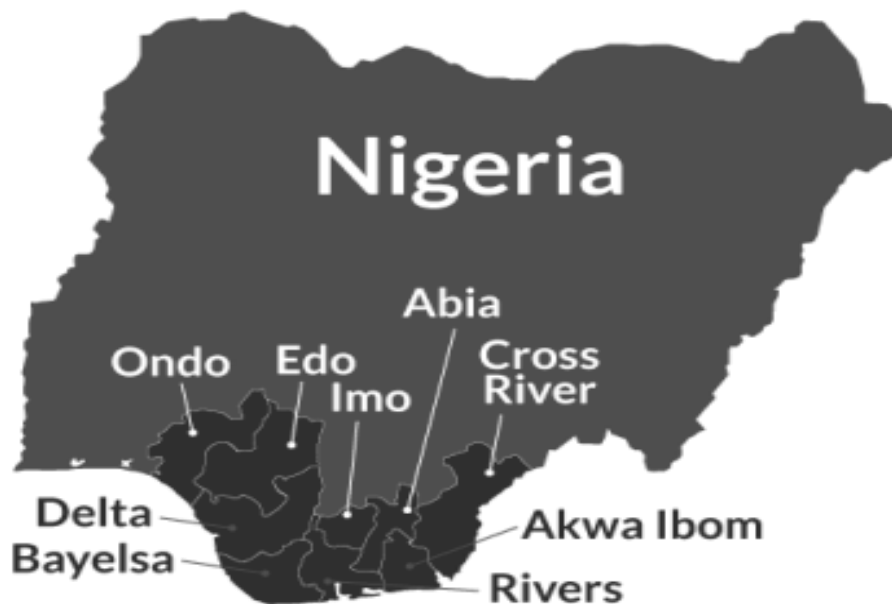 Nigeria
Abia
Ondo
Edo
Cross
River
Imo
Delta
Bayelsa
Akwa Ibom
Rivers